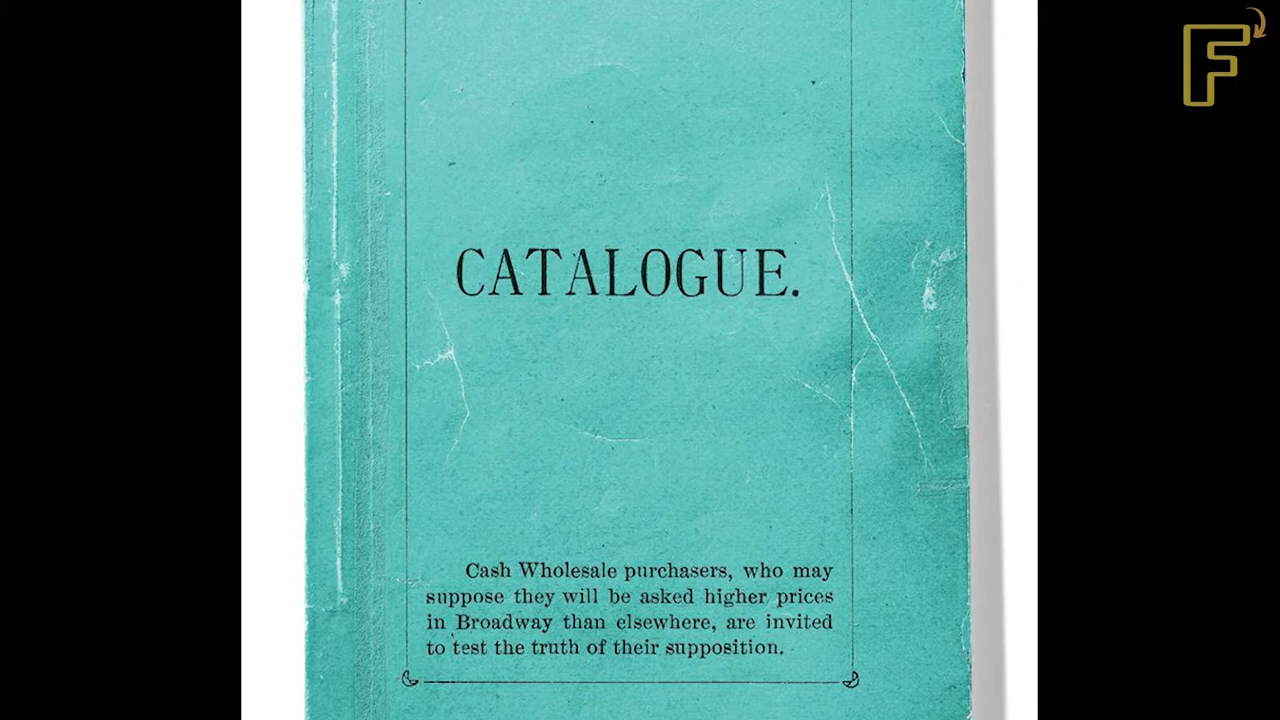 F
CATALOGUE.
Cash Wholesale purchasers, who may
suppose they will be asked higher prices
in Broadway than elsewhere, are invited
to test the truth of their supposition.